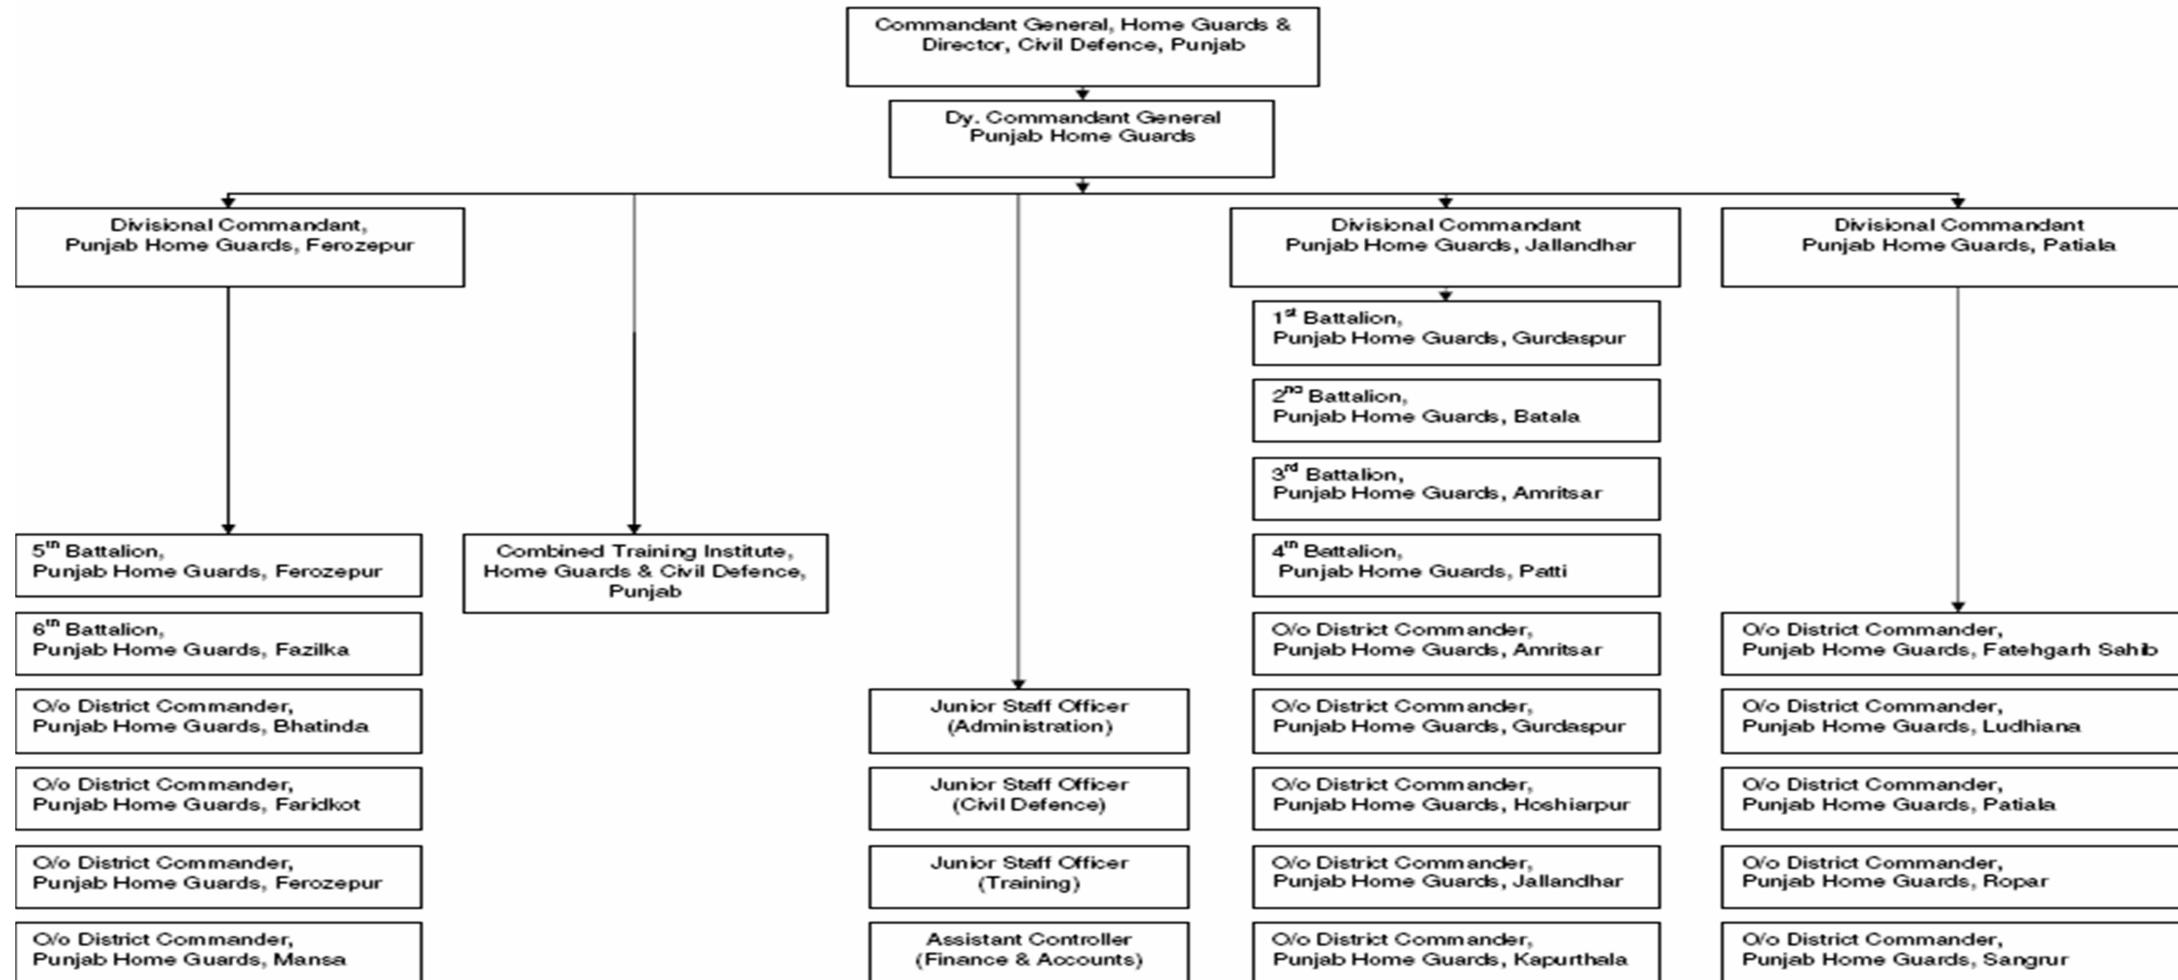 Commandant General, Home Guards &
Director, Civil Defence, Punjab
Dy. Commandant General
Punjab Home Guards
Divisional Commandant,
Punjab Home Guards, Ferozepur
Divisional Commandant
Punjab Home Guards, Jallandhar
Divisional Commandant
Punjab Home Guards, Patiala
5th Battalion,
Punjab Home Guards, Ferozepur
6th Battalion,
Punjab Home Guards, Fazilka
O/o District Commander,
Punjab Home Guards, Bhatinda
O/o District Commander,
Punjab Home Guards, Faridkot
O/o District Commander,
Punjab Home Guards, Ferozepur
O/o District Commander,
Punjab Home Guards, Mansa
Combined Training Institute,
Home Guards & Civil Defence,
Punjab
Junior Staff Officer
(Administration)
Junior Staff Officer
(Civil Defence)
Junior Staff Officer
(Training)
Assistant Controller
(Finance & Accounts)
1st Battalion,
Punjab Home Guards, Gurdaspur
2nd Battalion,
Punjab Home Guards, Batala
3rd Battalion,
Punjab Home Guards, Amritsar
4th Battalion,
Punjab Home Guards, Patti
O/o District Commander,
Punjab Home Guards, Amritsar
O/o District Commander,
Punjab Home Guards, Gurdaspur
O/o District Commander,
Punjab Home Guards, Hoshiarpur
O/o District Commander,
Punjab Home Guards, Jallandhar
O/o District Commander,
Punjab Home Guards, Kapurthala
O/o District Commander,
Punjab Home Guards, Fatehgarh Sahib
O/o District Commander,
Punjab Home Guards, Ludhiana
O/o District Commander,
Punjab Home Guards, Patiala
O/o District Commander,
Punjab Home Guards, Ropar
O/o District Commander,
Punjab Home Guards, Sangrur